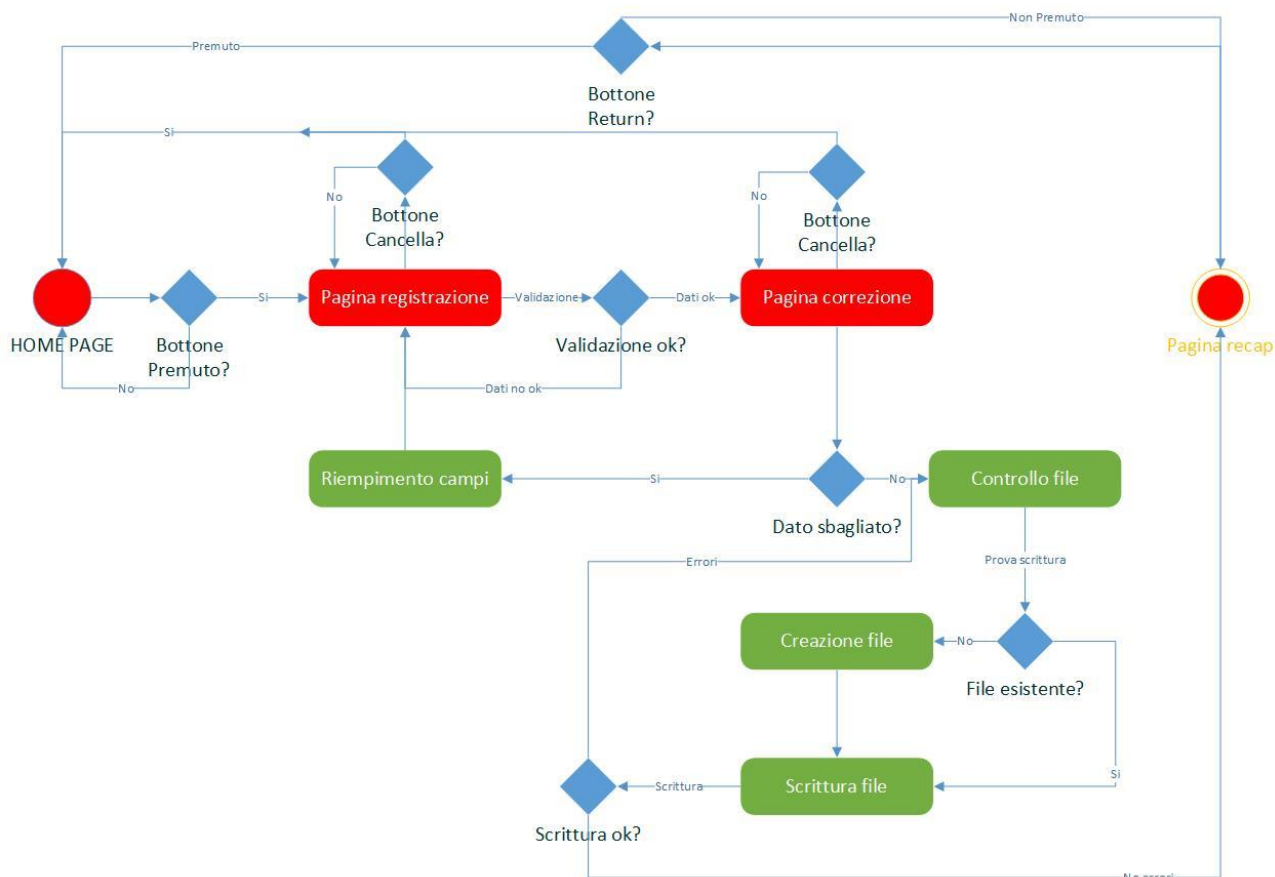 Non Premuto
Premuto
Bottone
Return?
Si
No
No
Bottone
Cancella?
Bottone
Cancella?
Si
Pagina registrazione
Validazione
Dati ok
Pagina correzione
HOME PAGE
Bottone
Premuto?
Validazione ok?
Pagina recap
No
Dati no ok
Riempimento campi
Si
No
Controllo file
Dato sbagliato?
Errori
Prova scrittura
Creazione file
No
File esistente?
Si
Scrittura
Scrittura file
Scrittura ok?
No errori